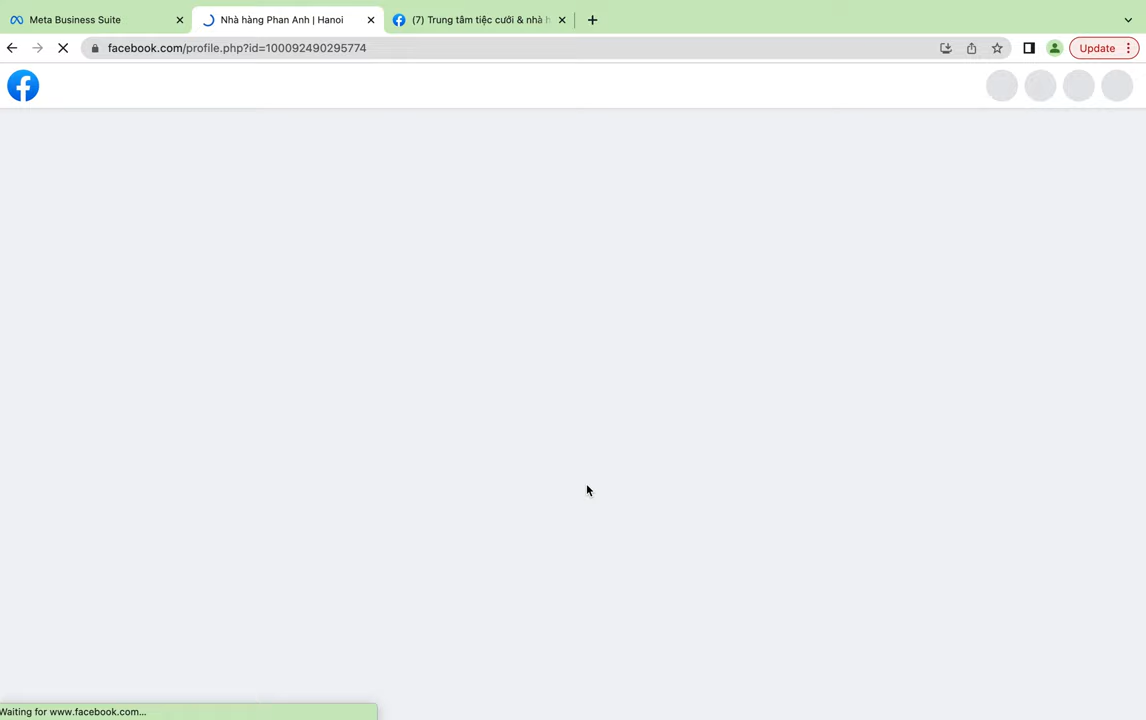 Meta Business Suite
Nhà hàng Phan Anh | Hanoi
(7) Trung tâm tiệc cưới & nhà h
facebook.com/profile.php?id=100092490295774
Update
Waiting for www.facebook.com...